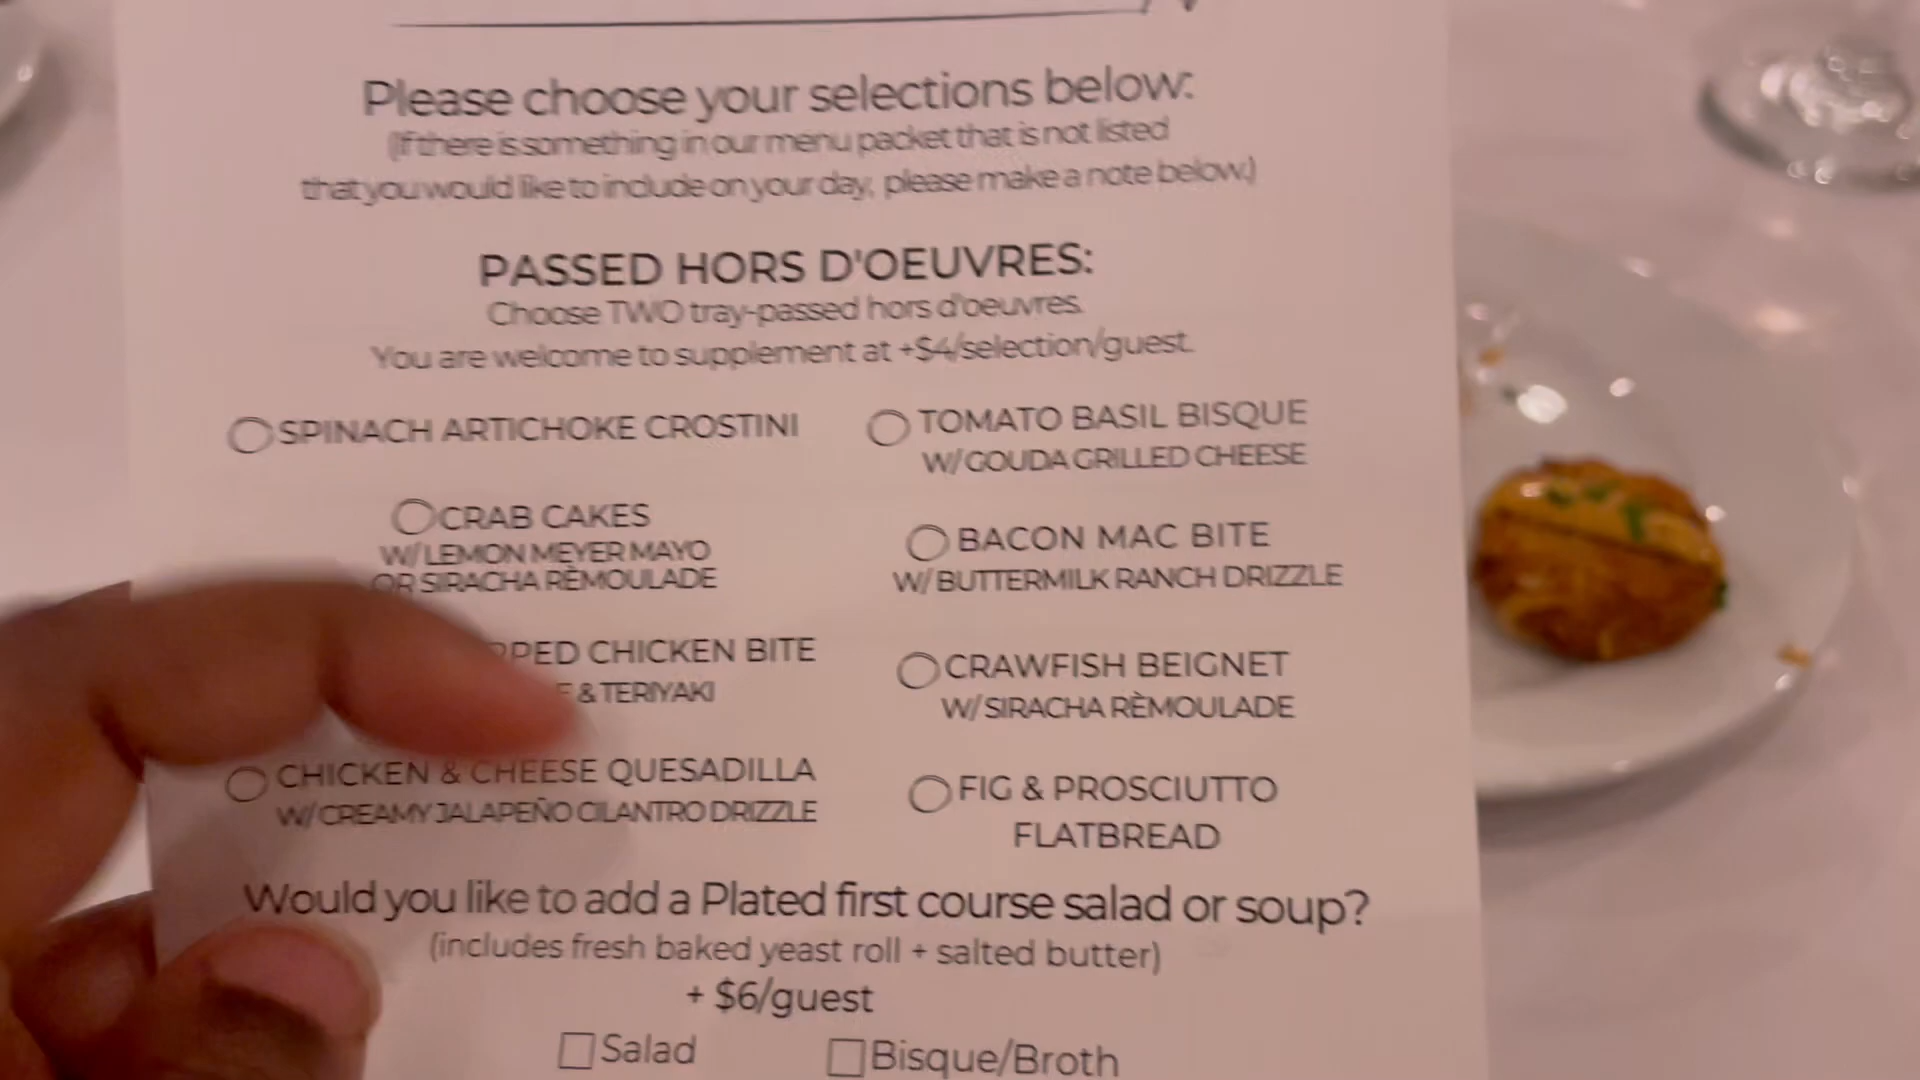 Please choose your selections below:
(If there is something in our menu packet that is not listed
that you would like to include on your day, please make a note below.)
PASSED HORS D'OEUVRES:
Choose TWO tray-passed hors d'oeuvres.
You are welcome to supplement at +$4/selection/guest.
SPINACH ARTICHOKE CROSTINI
CRAB CAKES
W/ LEMON MEYER MAYO
OR SIRACHA RÈMOULADE
CHICKEN BITE
& TERIYAKI
CHICKEN & CHEESE QUESADILLA
W/ CREAMY JALAPEÑO CILANTRO DRIZZLE
TOMATO BASIL BISQUE
W/ GOUDA GRILLED CHEESE
BACON MAC BITE
W/ BUTTERMILK RANCH DRIZZLE
CRAWFISH BEIGNET
W/ SIRACHA RÈMOULADE
FIG & PROSCIUTTO
FLATBREAD
Would you like to add a Plated first course salad or soup?
(includes fresh baked yeast roll + salted butter)
+ $6/guest
Salad
Bisque/Broth